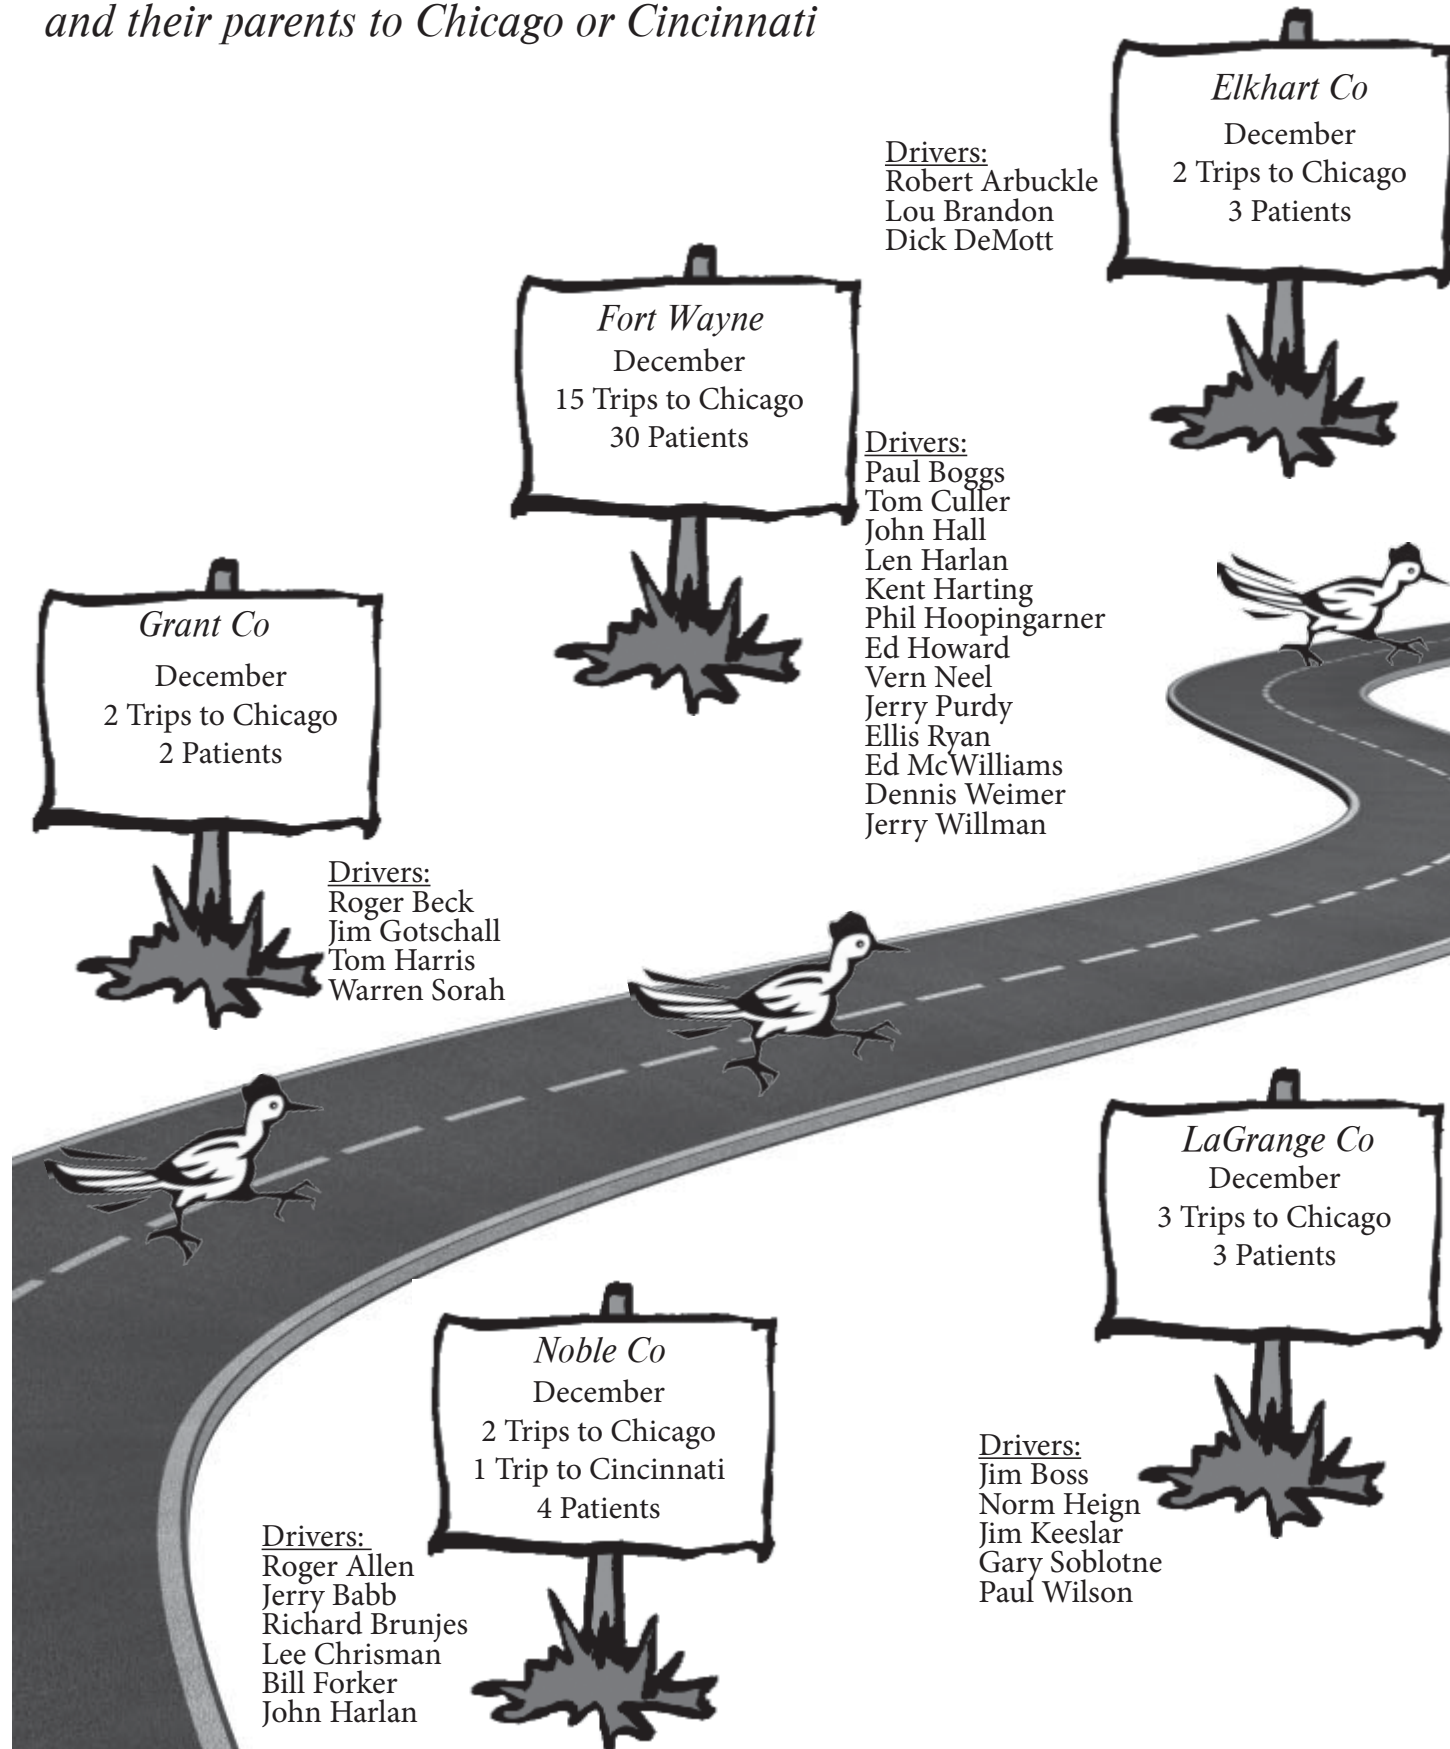 and their parents to Chicago or Cincinnati
Elkhart Co
December
2 Trips to Chicago
3 Patients
Drivers:
Robert Arbuckle
Lou Brandon
Dick DeMott
Fort Wayne
December
15 Trips to Chicago
30 Patients
Drivers:
Paul Boggs
Tom Culler
John Hall
Len Harlan
Kent Harting
Phil Hoopingarner
Ed Howard
Vern Neel
Jerry Purdy
Ellis Ryan
Ed McWilliams
Dennis Weimer
Jerry Willman
Grant Co
December
2 Trips to Chicago
2 Patients
Drivers:
Roger Beck
Jim Gotschall
Tom Harris
Warren Sorah
LaGrange Co
December
3 Trips to Chicago
3 Patients
Drivers:
Jim Boss
Norm Heign
Jim Keeslar
Gary Soblotne
Paul Wilson
Noble Co
December
2 Trips to Chicago
1 Trip to Cincinnati
4 Patients
Drivers:
Roger Allen
Jerry Babb
Richard Brunjes
Lee Chrisman
Bill Forker
John Harlan